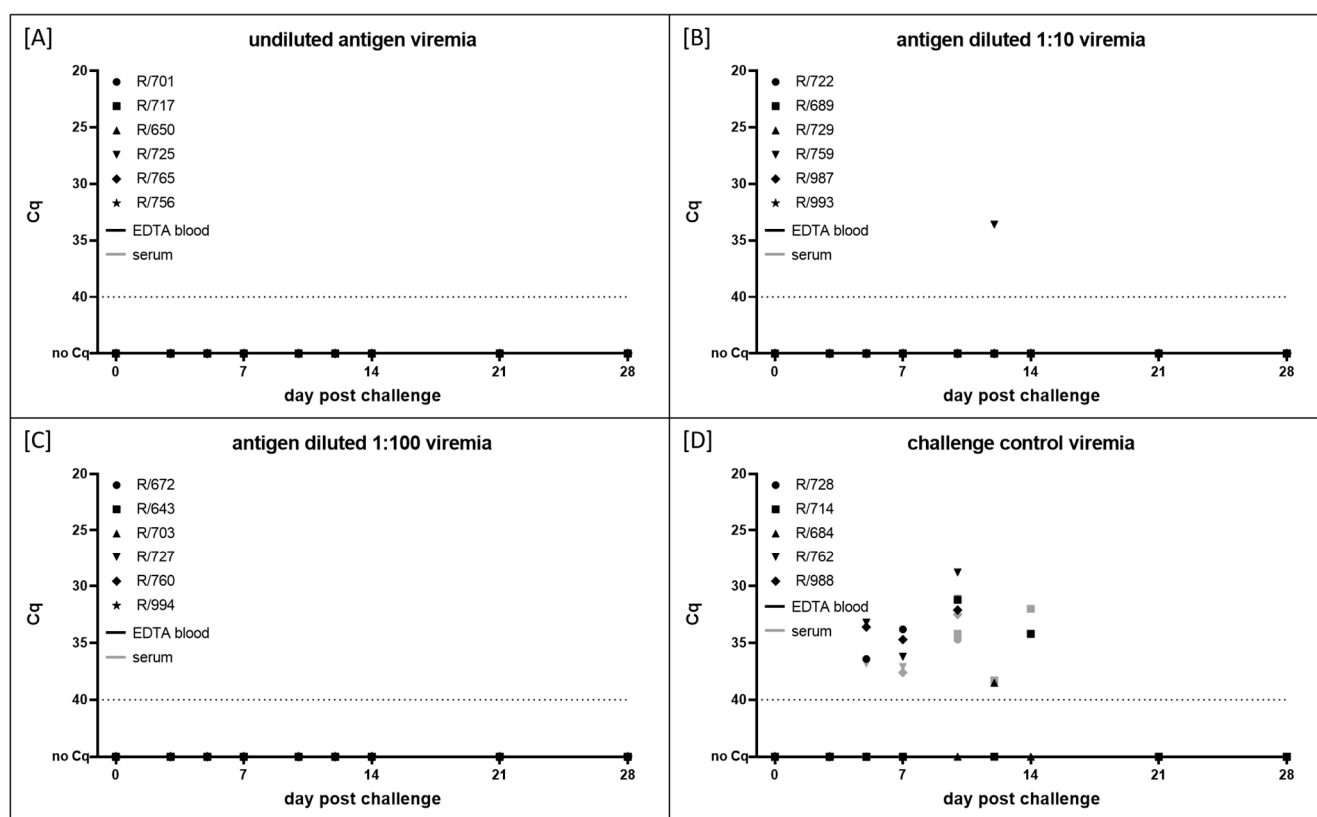 [A]
undiluted antigen viremia
20
25
30
35
40
no Cq
Cq
R/701
R/717
R/650
R/725
R/765
R/756
EDTA blood
serum
0 7 14 21 28
day post challenge
[B]
antigen diluted 1:10 viremia
20
25
30
35
40
no Cq
Cq
R/722
R/689
R/729
R/759
R/987
R/993
EDTA blood
serum
0 7 14 21 28
day post challenge
[C]
antigen diluted 1:100 viremia
20
25
30
35
40
no Cq
Cq
R/672
R/643
R/703
R/727
R/760
R/994
EDTA blood
serum
0 7 14 21 28
day post challenge
[D]
challenge control viremia
20
25
30
35
40
no Cq
Cq
R/728
R/714
R/684
R/762
R/988
EDTA blood
serum
0 7 14 21 28
day post challenge